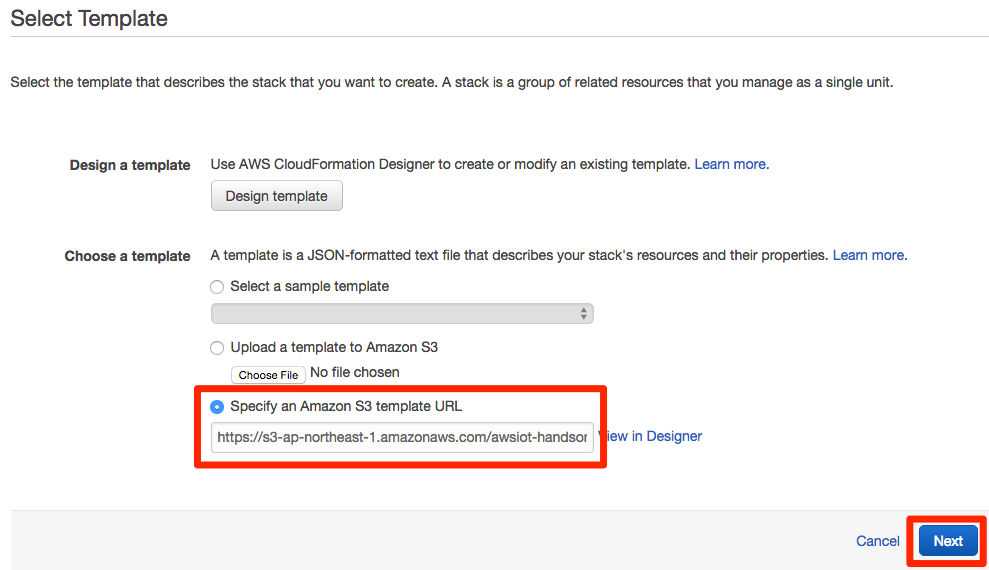 Select Template
Select the template that describes the stack that you want to create. A stack is a group of related resources that you manage as a single unit.
Design a template
Use AWS CloudFormation Designer to create or modify an existing template. Learn more.
Design template
Choose a template
A template is a JSON-formatted text file that describes your stack's resources and their properties. Learn more.
Select a sample template
Upload a template to Amazon S3
Choose File No file chosen
Specify an Amazon S3 template URL
https://s3-ap-northeast-1.amazonaws.com/awsiot-handson
View in Designer
Cancel
Next